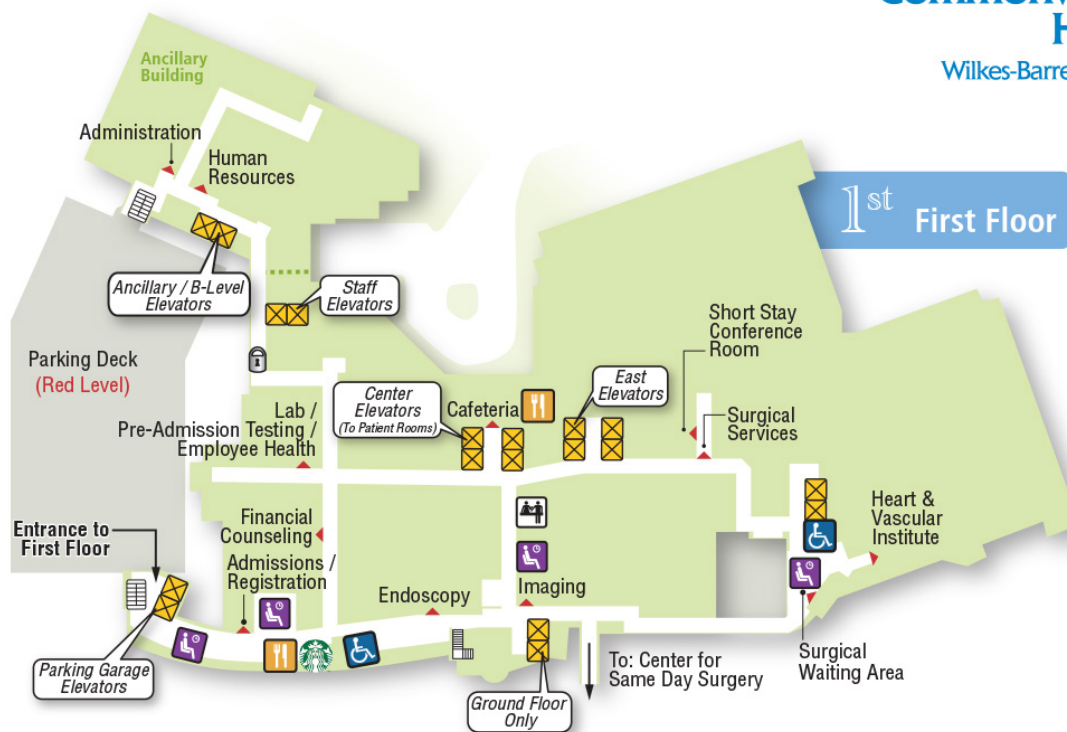 Wilkes-Barre
Ancillary
Building
Administration
Human
Resources
1st First Floor
Ancillary / B-Level
Elevators
Staff
Elevators
Short Stay
Conference
Room
Parking Deck
(Red Level)
Center
Elevators
(To Patient Rooms)
Cafeteria
East
Elevators
Lab /
Pre-Admission Testing /
Employee Health
Surgical
Services
Heart &
Vascular
Institute
Entrance to
First Floor
Financial
Counseling
Admissions /
Registration
Endoscopy
Imaging
Parking Garage
Elevators
To: Center for
Same Day Surgery
Surgical
Waiting Area
Ground Floor
Only